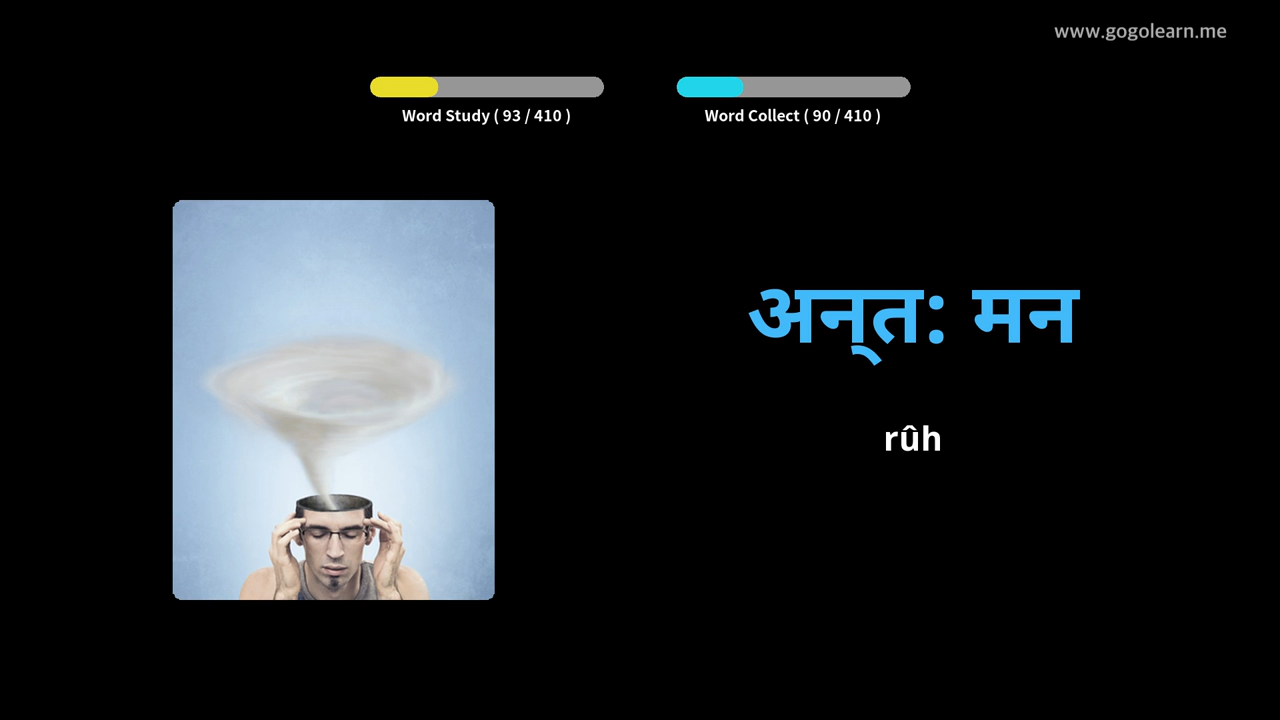 www.gogolearn.me
Word Study ( 93 / 410 )
Word Collect ( 90 / 410 )
अन्‌त: मन
rûh